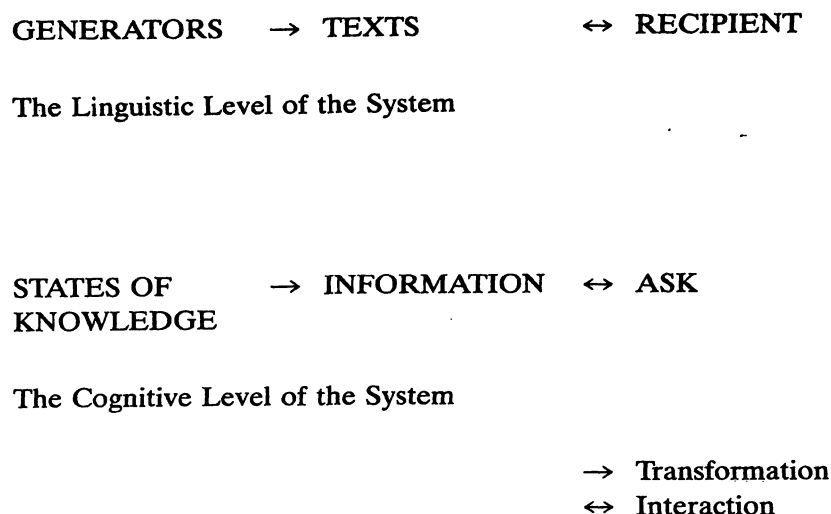 GENERATORS → TEXTS ↔ RECIPIENT
The Linguistic Level of the System
STATES OF → INFORMATION ↔ ASK
KNOWLEDGE
The Cognitive Level of the System
→ Transformation
↔ Interaction